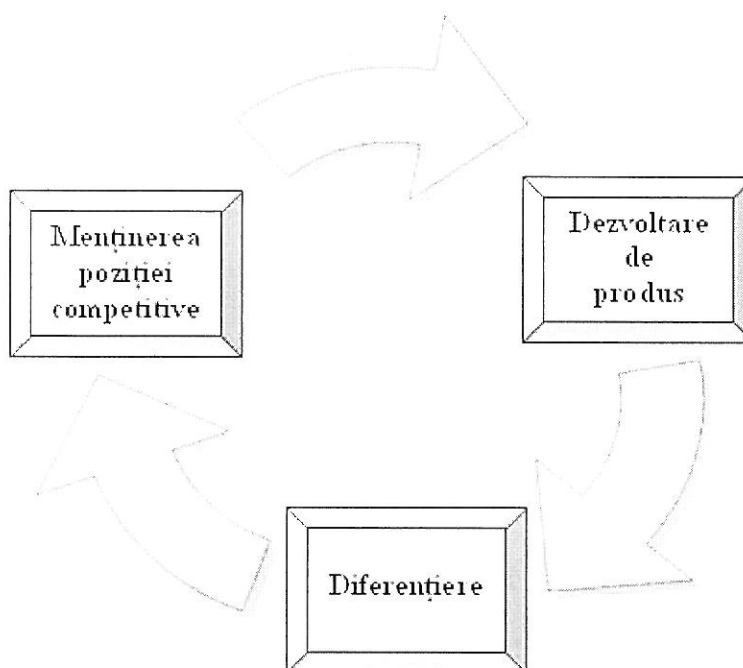 Menținerea
poziției
competitive
Dezvoltare
de
produs
Diferențiere